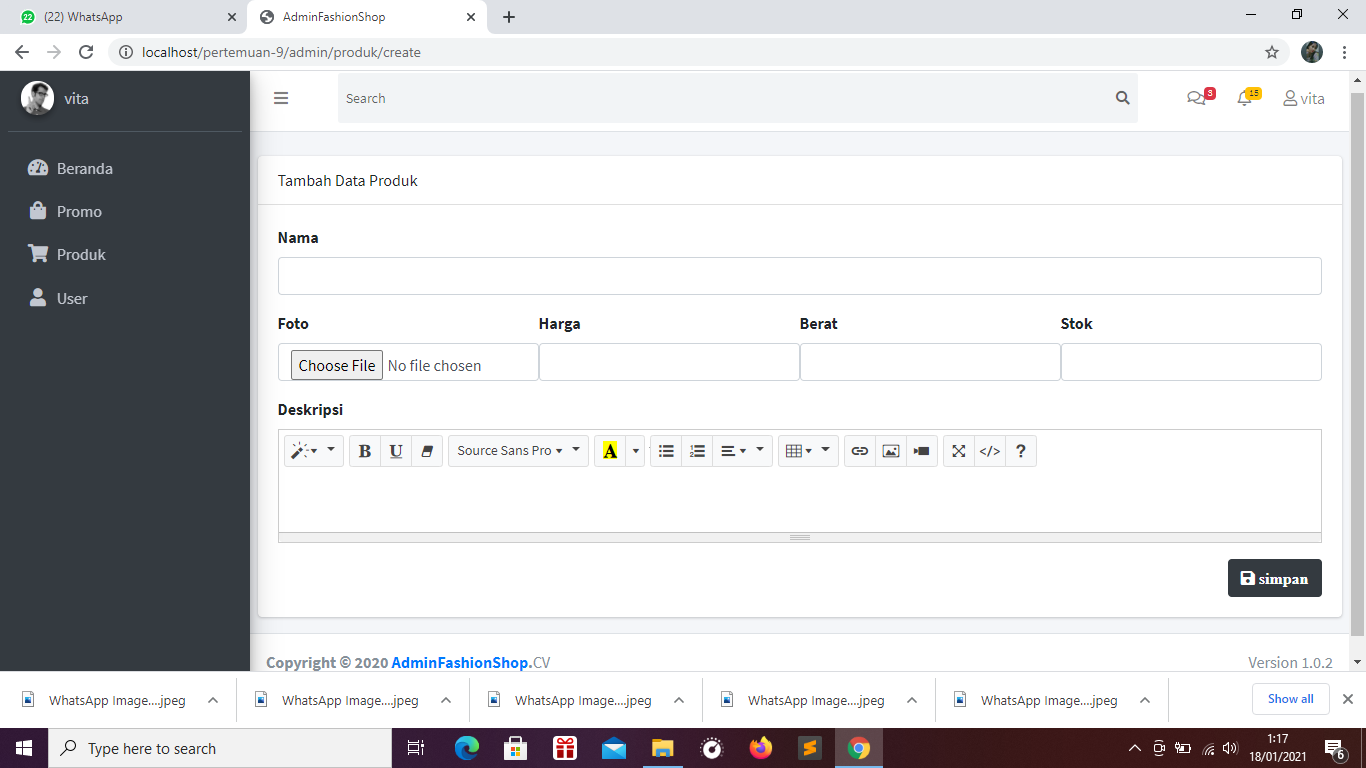 (22) WhatsApp
AdminFashionShop
localhost/pertemuan-9/admin/produk/create
vita
Search
3
15
vita
Beranda
Promo
Produk
User
Tambah Data Produk
Nama
Foto Harga Berat Stok
Choose File No file chosen
Deskripsi
B U Source Sans Pro A </> ?
simpan
Copyright © 2020 AdminFashionShop.CV Version 1.0.2
WhatsApp Image....jpeg WhatsApp Image....jpeg WhatsApp Image....jpeg WhatsApp Image....jpeg WhatsApp Image....jpeg Show all
Type here to search
1:17
18/01/2021
6